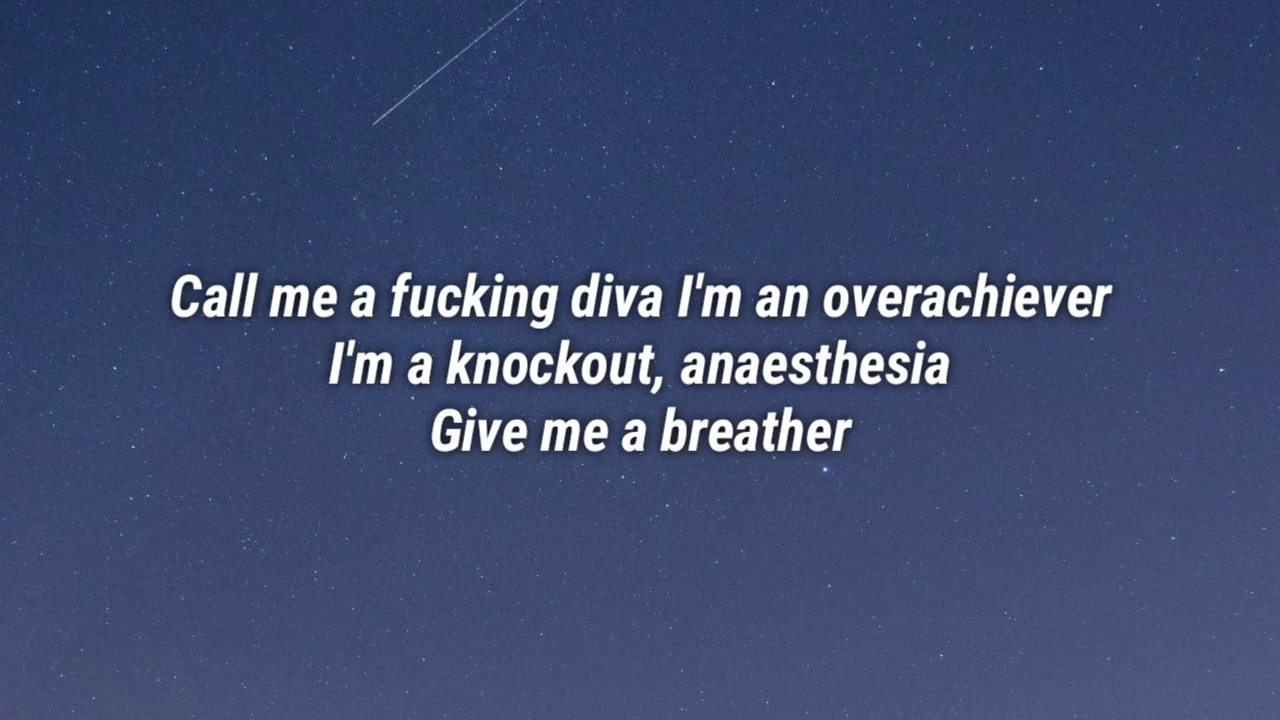 Call me a fucking diva I'm an overachiever
I'm a knockout, anaesthesia
Give me a breather